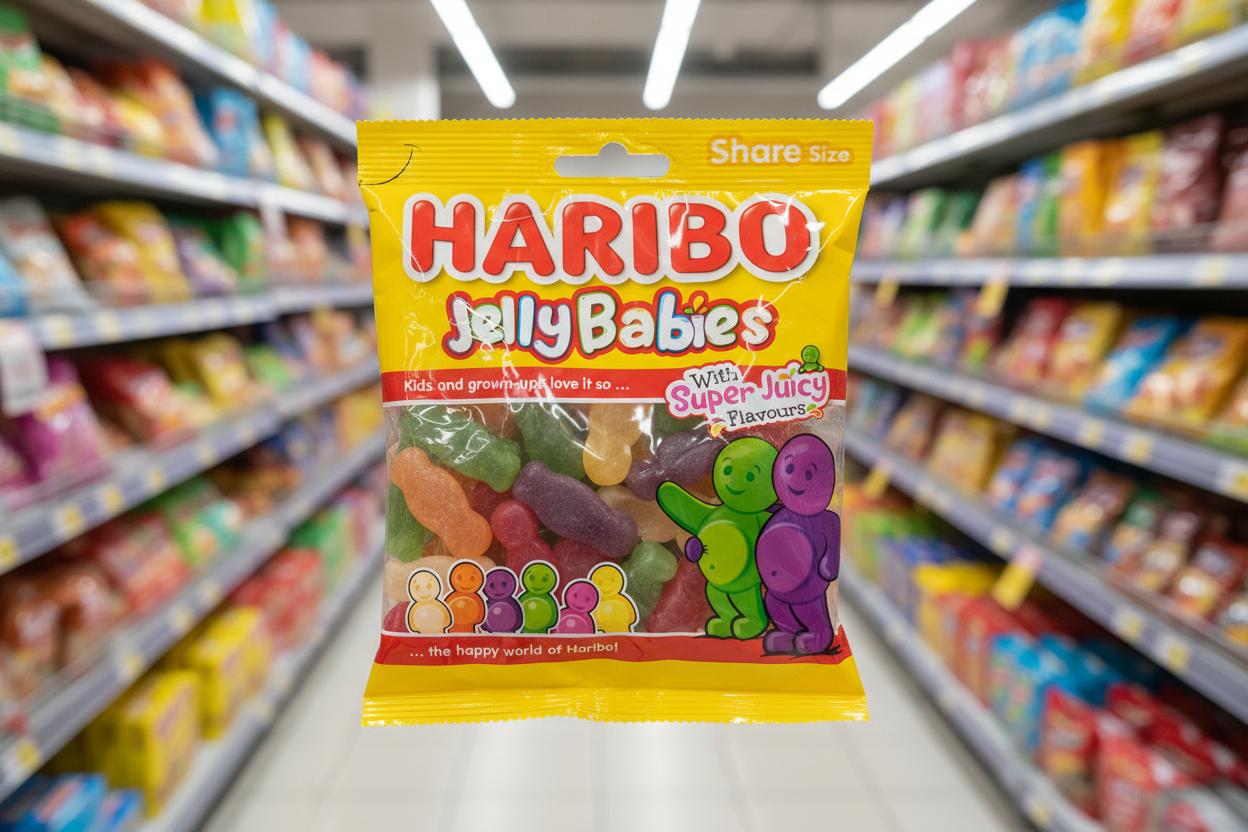 Share Size
HARIBO
Jelly Babies
Kids and grown-ups love it so ...
With
Super Juicy
Flavours
... the happy world of Haribo!